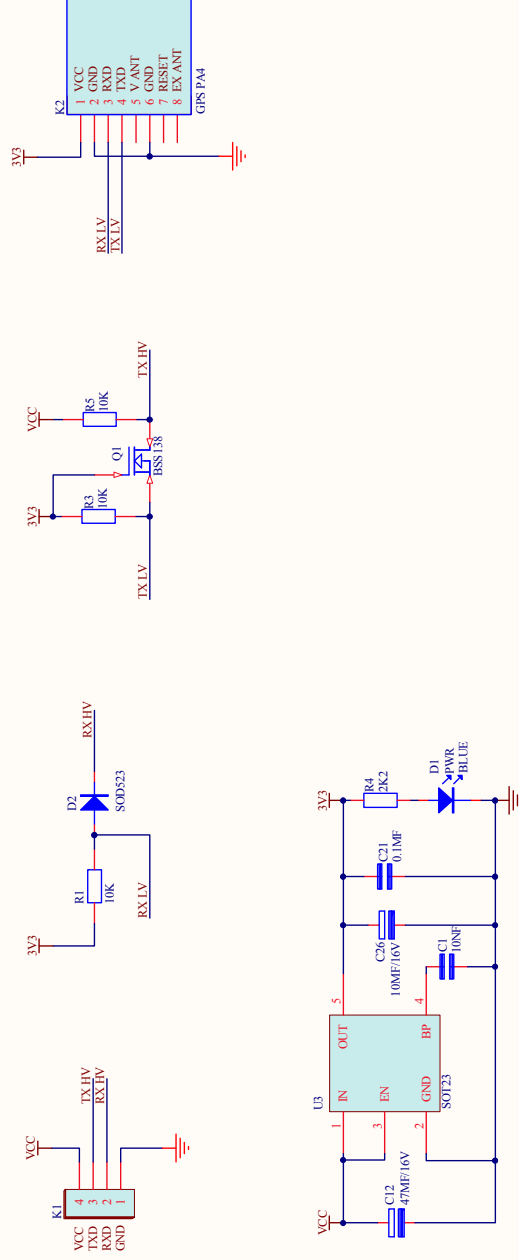 K1
VCC 4
TXD 3
RXD 2
GND 1
VCC
TX HV
RX HV
3V3
R1
10K
RX LV
D2
SOD523
RX HV
3V3
R3
10K
TX LV
Q1
BSS138
VCC
R5
10K
TX HV
3V3
RX LV
TX LV
K2
1 VCC
2 GND
3 RXD
4 TXD
5 V ANT
6 GND
7 RESET
8 EX ANT
GPS PA4
VCC
C12
47MF/16V
U3
1 IN
3 EN
2 GND
OUT 5
BP 4
SOT23
C26
10MF/16V
C1
10NF
C21
0.1MF
3V3
R4
2K2
D1
PWR
BLUE